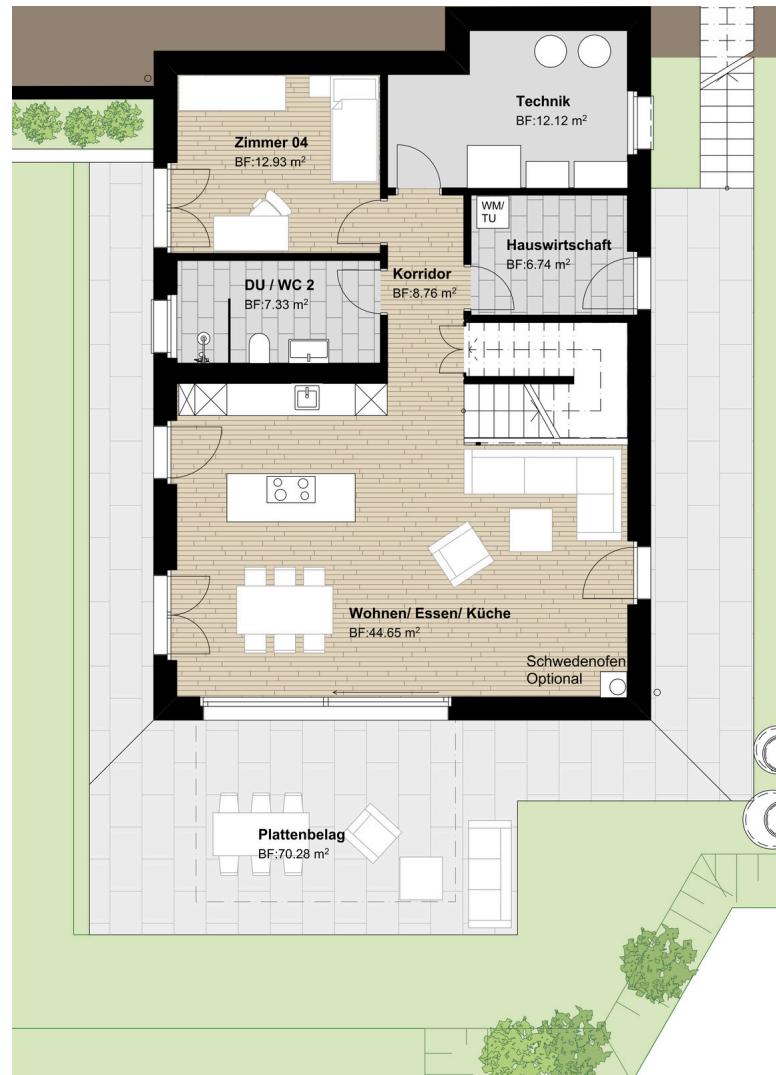 Technik
BF:12.12 m²
Zimmer 04
BF:12.93 m²
WM/
TU
Hauswirtschaft
BF:6.74 m²
Korridor
BF:8.76 m²
DU / WC 2
BF:7.33 m²
Wohnen/ Essen/ Küche
BF:44.65 m²
Schwedenofen
Optional
Plattenbelag
BF:70.28 m²